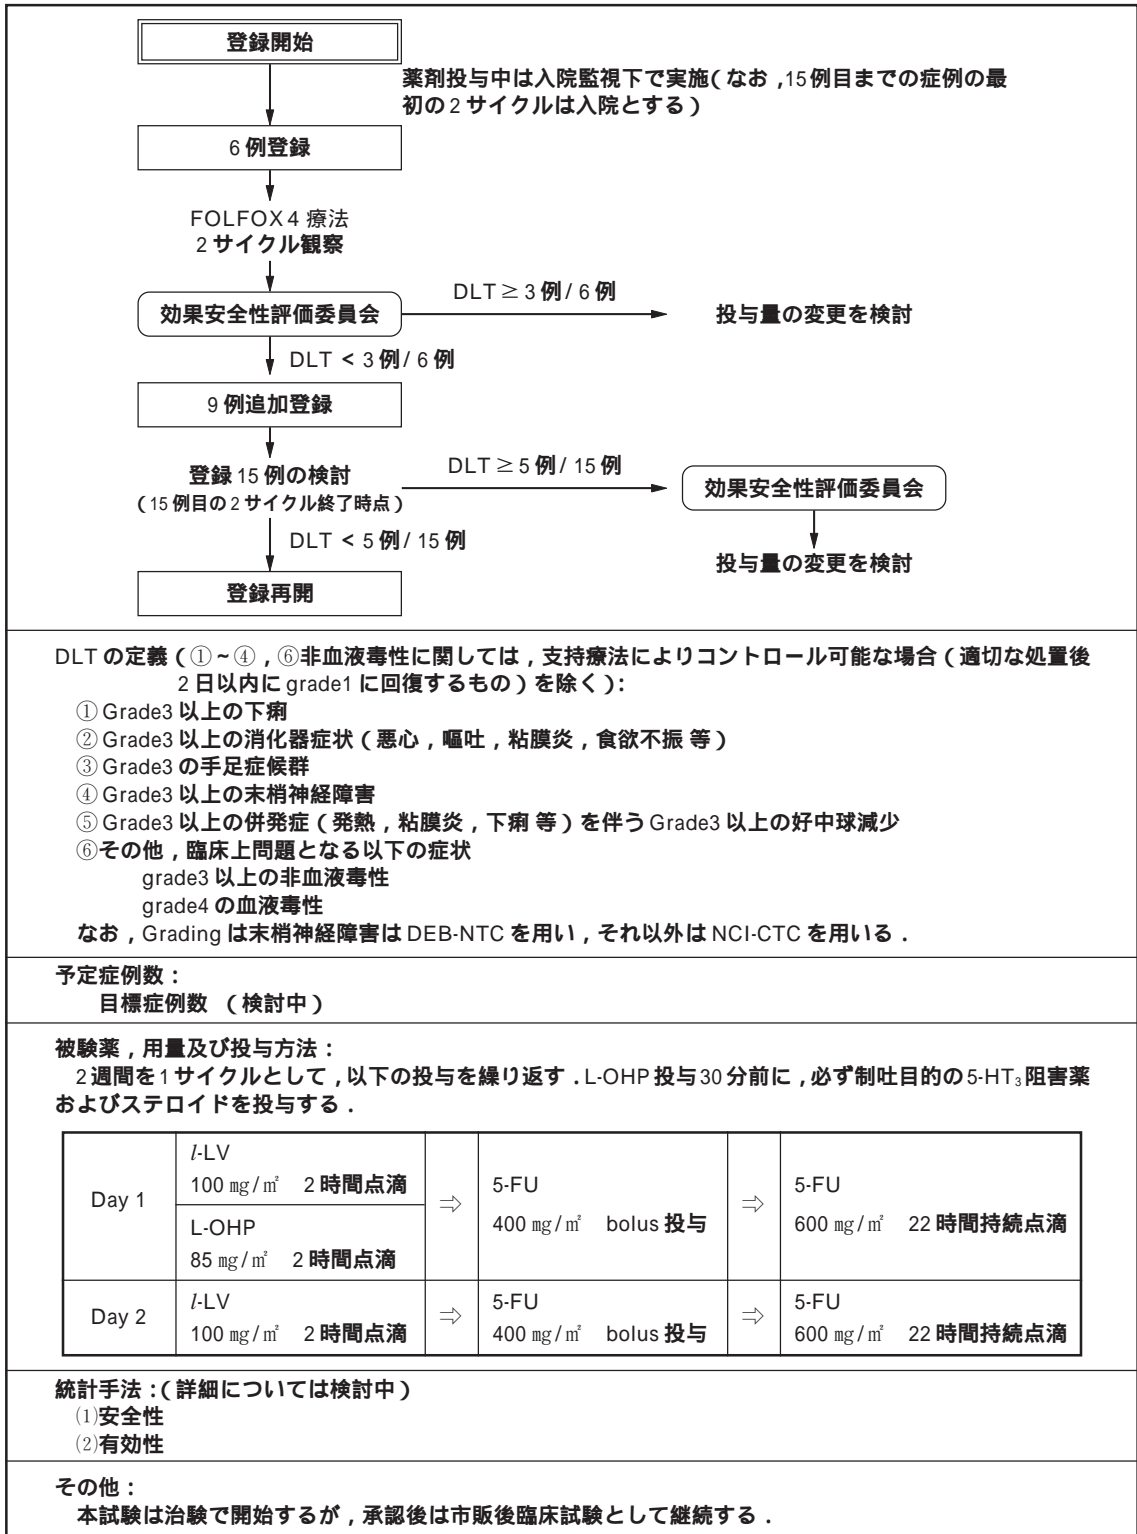 登録開始
薬剤投与中は入院監視下で実施(なお,15例目までの症例の最
初の2サイクルは入院とする)
6例登録
FOLFOX4 療法
2サイクル観察
効果安全性評価委員会
DLT≧3例/6例
投与量の変更を検討
DLT<3例/6例
9例追加登録
登録15例の検討
(15例目の2サイクル終了時点)
DLT≧5例/15例
効果安全性評価委員会
DLT<5例/15例
投与量の変更を検討
登録再開
DLTの定義(①~④,⑥非血液毒性に関しては,支持療法によりコントロール可能な場合(適切な処置後
2日以内にgrade1に回復するもの)を除く):
①Grade3以上の下痢
②Grade3以上の消化器症状(悪心,嘔吐,粘膜炎,食欲不振 等)
③Grade3の手足症候群
④Grade3以上の末梢神経障害
⑤Grade3以上の併発症(発熱,粘膜炎,下痢 等)を伴うGrade3以上の好中球減少
⑥その他,臨床上問題となる以下の症状
grade3以上の非血液毒性
grade4の血液毒性
なお,Gradingは末梢神経障害はDEB-NTCを用い,それ以外はNCI-CTCを用いる.
予定症例数:
目標症例数 (検討中)
被験薬,用量及び投与方法:
2週間を1サイクルとして,以下の投与を繰り返す.L-OHP投与30分前に,必ず制吐目的の5-HT₃阻害薬
およびステロイドを投与する.
Day 1
l-LV
100 ㎎/㎡ 2時間点滴
L-OHP
85 ㎎/㎡ 2時間点滴
⇒
5-FU
400 ㎎/㎡ bolus投与
⇒
5-FU
600 ㎎/㎡ 22時間持続点滴
Day 2
l-LV
100 ㎎/㎡ 2時間点滴
⇒
5-FU
400 ㎎/㎡ bolus投与
⇒
5-FU
600 ㎎/㎡ 22時間持続点滴
統計手法:(詳細については検討中)
⑴安全性
⑵有効性
その他:
本試験は治験で開始するが,承認後は市販後臨床試験として継続する.